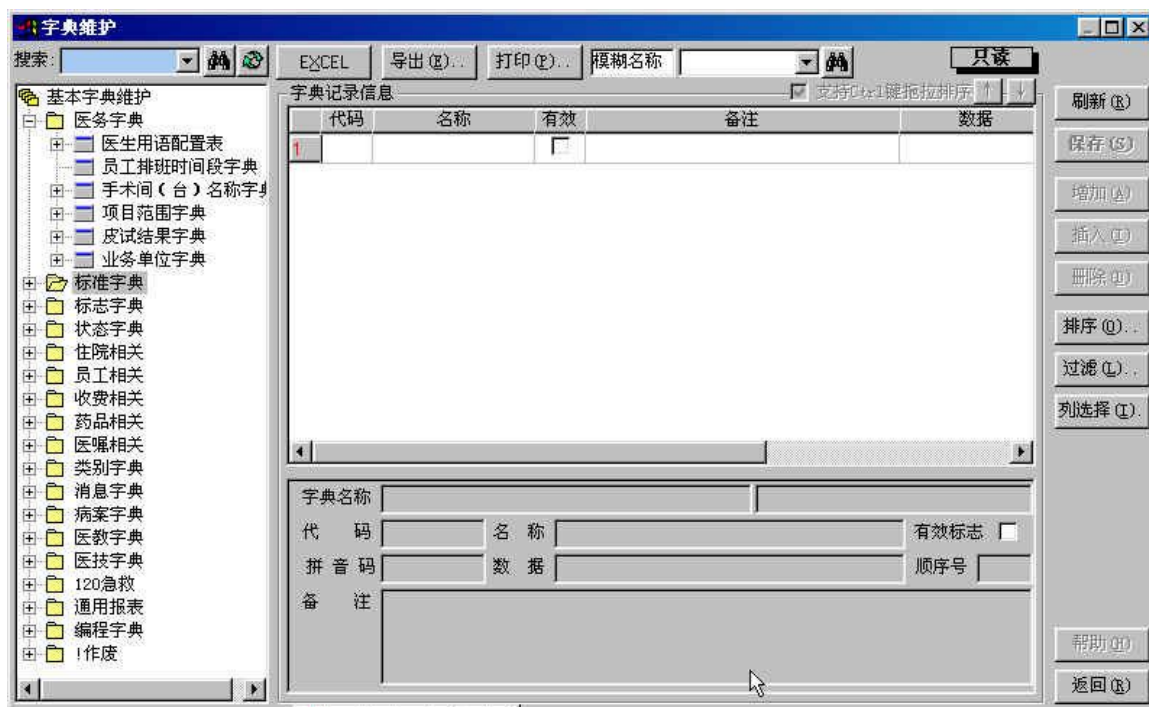 字典维护
搜索:
EXCEL
导出(E)..
打印(P)..
模糊名称
只读
基本字典维护
医务字典
医生用语配置表
员工排班时间段字典
手术间(台)名称字
项目范围字典
皮试结果字典
业务单位字典
标准字典
标志字典
状态字典
住院相关
员工相关
收费相关
药品相关
医嘱相关
类别字典
消息字典
病案字典
医教字典
医技字典
120急救
通用报表
编程字典
!作废
字典记录信息
支持Ctrl键拖拉排序
代码 名称 有效 备注 数据
1
字典名称
代 码 名 称 有效标志
拼音码 数 据 顺序号
备 注
刷新(R)
保存(S)
增加(A)
插入(I)
删除(D)
排序(O)..
过滤(L)..
列选择(I).
帮助(H)
返回(R)